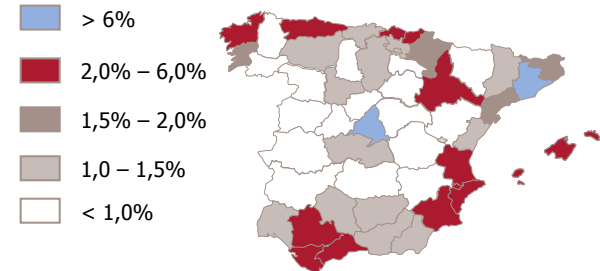 > 6%
2,0% – 6,0%
1,5% – 2,0%
1,0 – 1,5%
< 1,0%